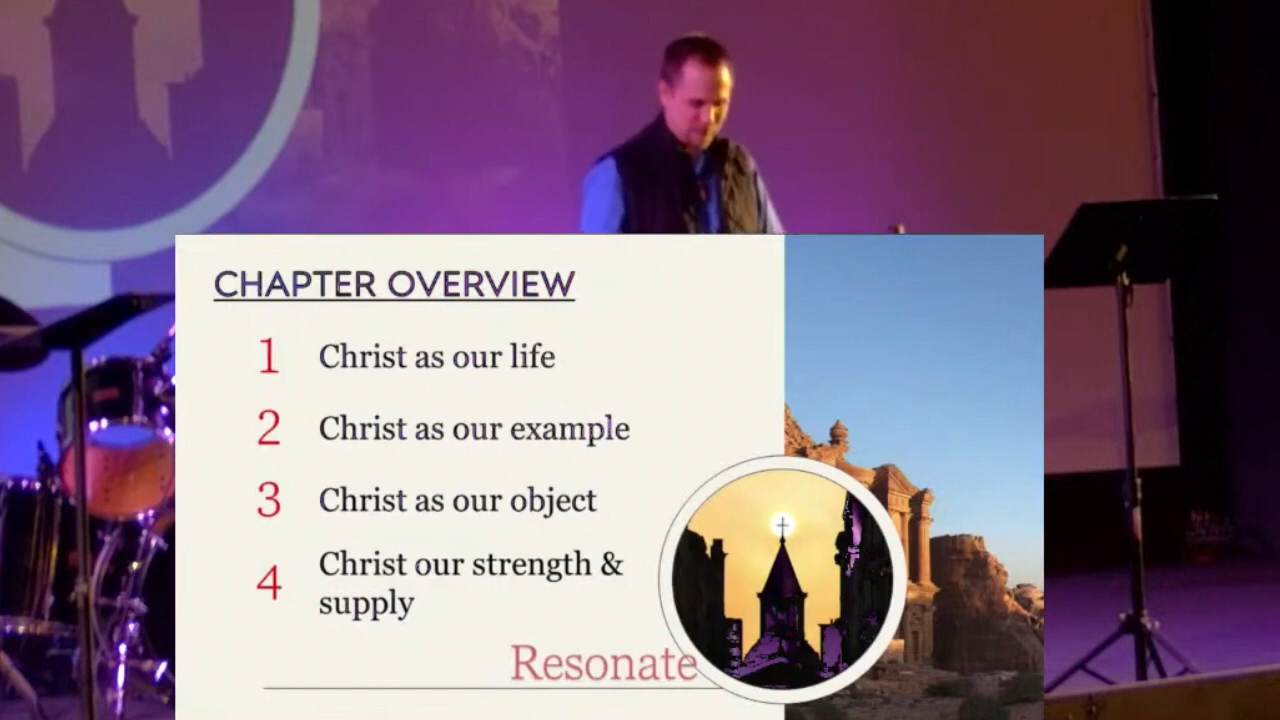 CHAPTER OVERVIEW
1 Christ as our life
2 Christ as our example
3 Christ as our object
4 Christ our strength &
supply
Resonate